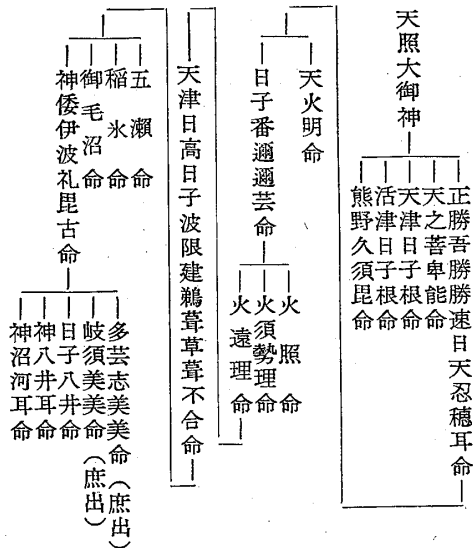 天照大御神
正勝吾勝勝速日天忍穂耳命
天之善卑能命
天津日子根命
活津日子根命
熊野久須毘命
天火明命
日子番邇邇芸命
火照命
火須勢理命
火遠理命
天津日高日子波限建鵜葺草葺不合命
五瀬命
稲氷命
御毛沼命
神倭伊波礼毘古命
多芸志美美命(庶出)
岐須美美命(庶出)
日子八井命
神八井耳命
神沼河耳命